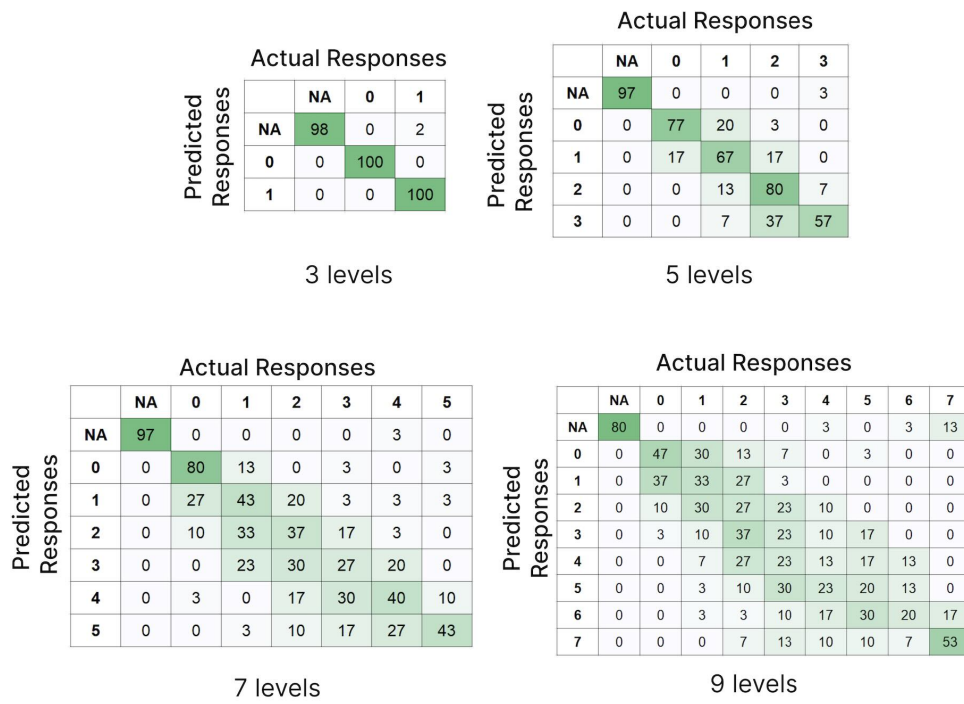 Actual Responses
Predicted
Responses
NA 0 1
NA 98 0 2
0 0 100 0
1 0 0 100
3 levels
Actual Responses
Predicted
Responses
NA 0 1 2 3
NA 97 0 0 0 3
0 0 77 20 3 0
1 0 17 67 17 0
2 0 0 13 80 7
3 0 0 7 37 57
5 levels
Actual Responses
Predicted
Responses
NA 0 1 2 3 4 5
NA 97 0 0 0 0 3 0
0 0 80 13 0 3 0 3
1 0 27 43 20 3 3 3
2 0 10 33 37 17 3 0
3 0 0 23 30 27 20 0
4 0 3 0 17 30 40 10
5 0 0 3 10 17 27 43
7 levels
Actual Responses
Predicted
Responses
NA 0 1 2 3 4 5 6 7
NA 80 0 0 0 0 3 0 3 13
0 0 47 30 13 7 0 3 0 0
1 0 37 33 27 3 0 0 0 0
2 0 10 30 27 23 10 0 0 0
3 0 3 10 37 23 10 17 0 0
4 0 0 7 27 23 13 17 13 0
5 0 0 3 10 30 23 20 13 0
6 0 0 3 3 10 17 30 20 17
7 0 0 0 7 13 10 10 7 53
9 levels